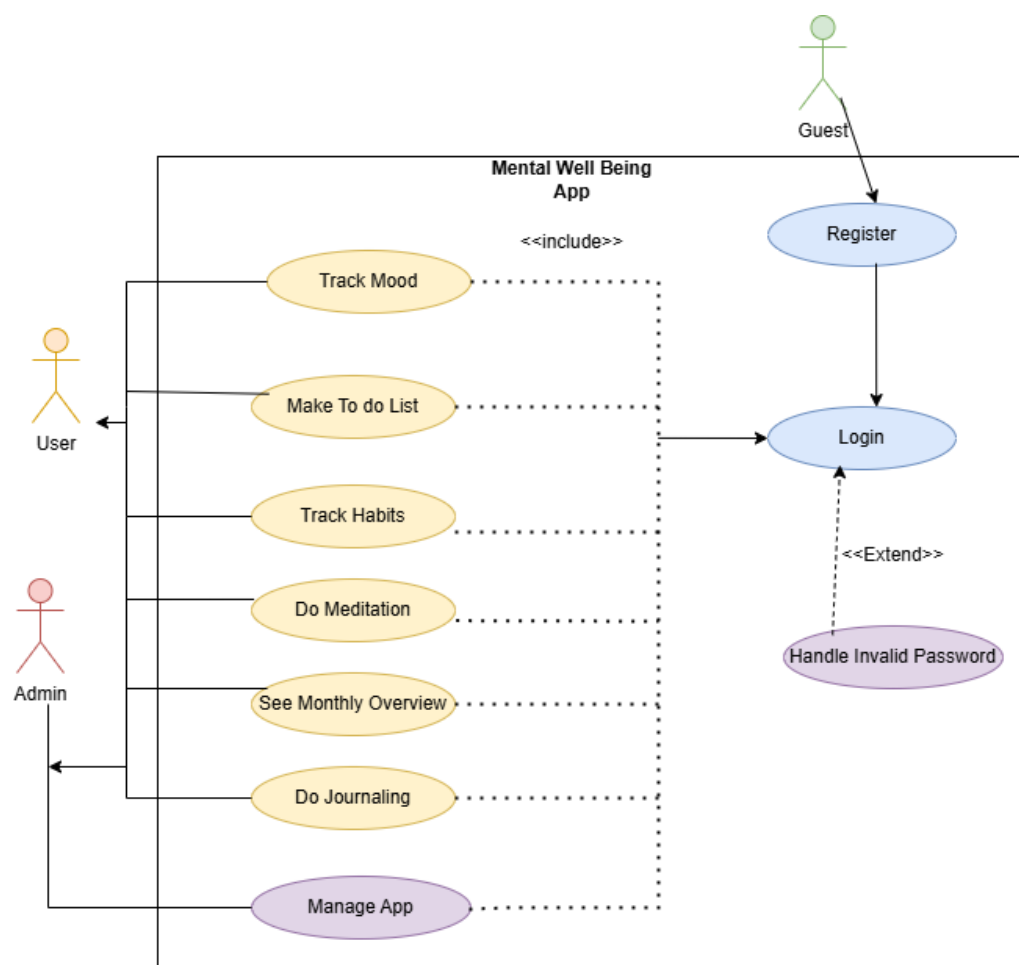 Guest
Mental Well Being
App
<<include>>
Register
Track Mood
User
Make To do List
Login
Track Habits
<<Extend>>
Do Meditation
Handle Invalid Password
Admin
See Monthly Overview
Do Journaling
Manage App